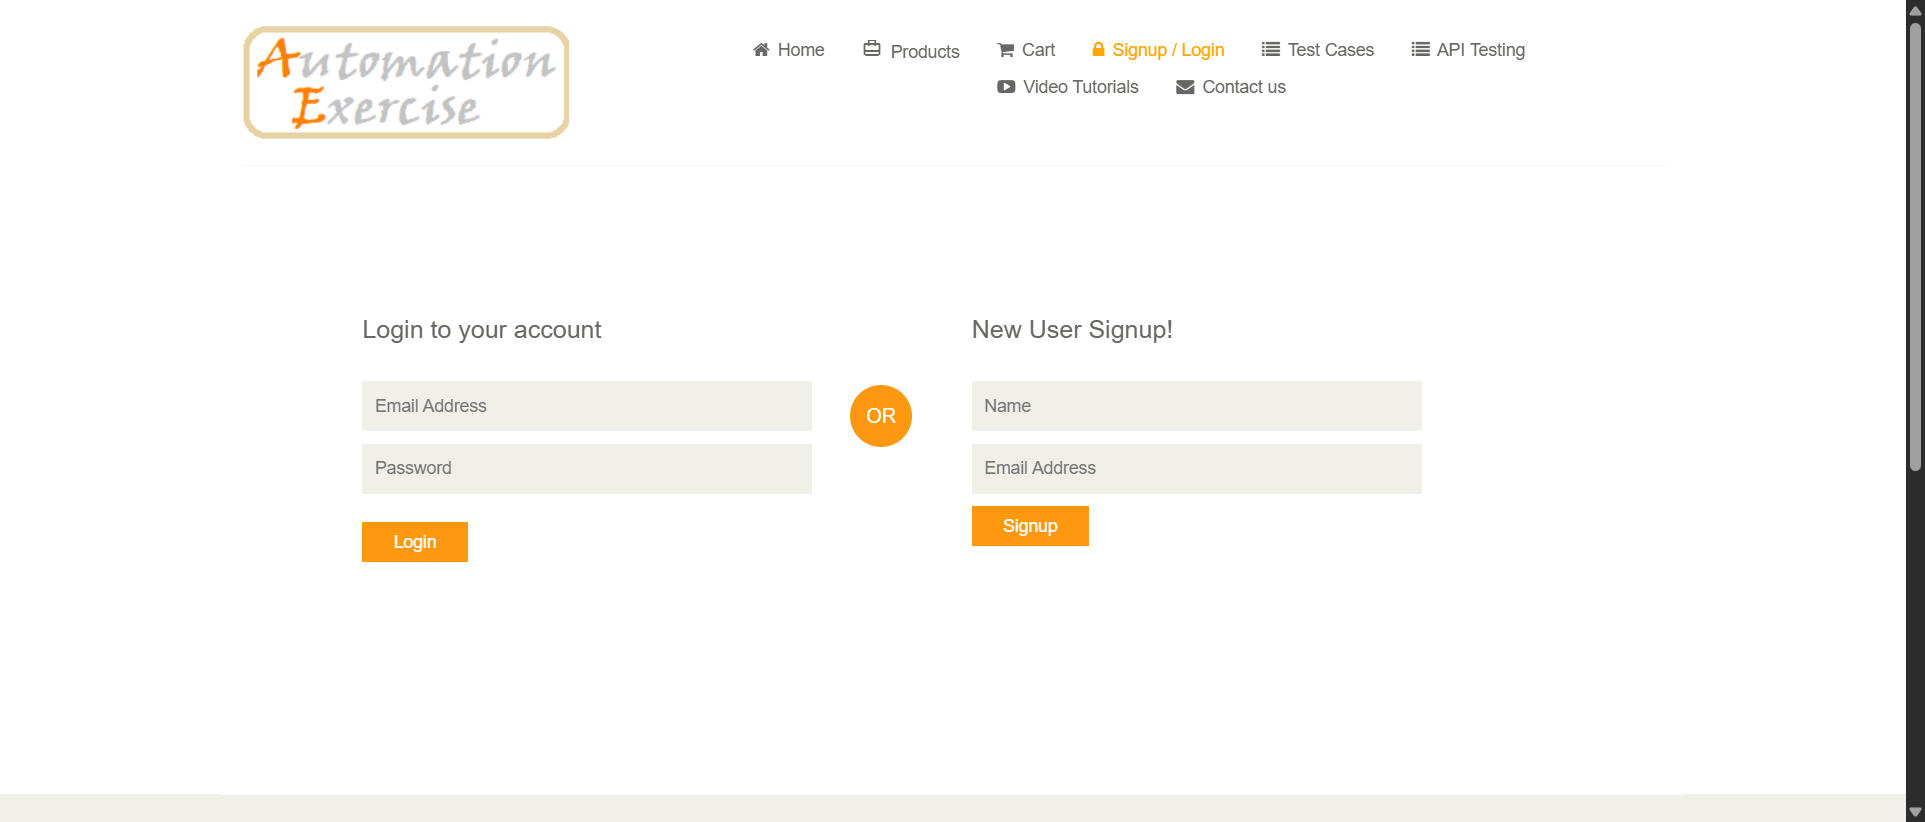 Automation
Exercise
Home
Products
Cart
Signup / Login
Test Cases
API Testing
Video Tutorials
Contact us
Login to your account
Email Address
Password
Login
OR
New User Signup!
Name
Email Address
Signup